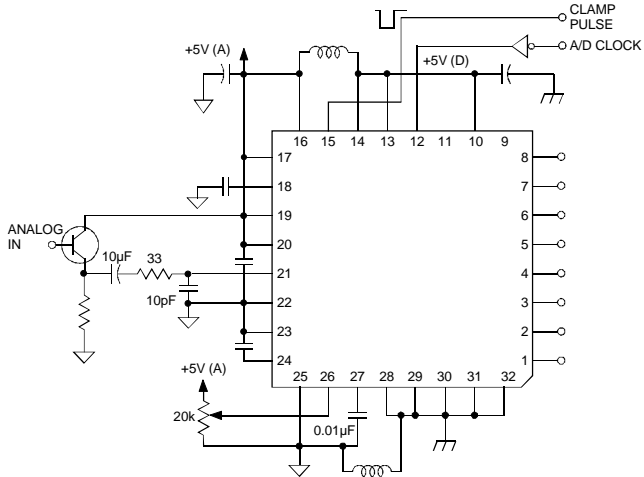 CLAMP
PULSE
A/D CLOCK
+5V (A)
+5V (D)
16 15 14 13 12 11 10 9
17
18
19
20
21
22
23
24
8
7
6
5
4
3
2
1
ANALOG
IN
10µF
33
10pF
+5V (A)
25 26 27 28 29 30 31 32
20k
0.01µF